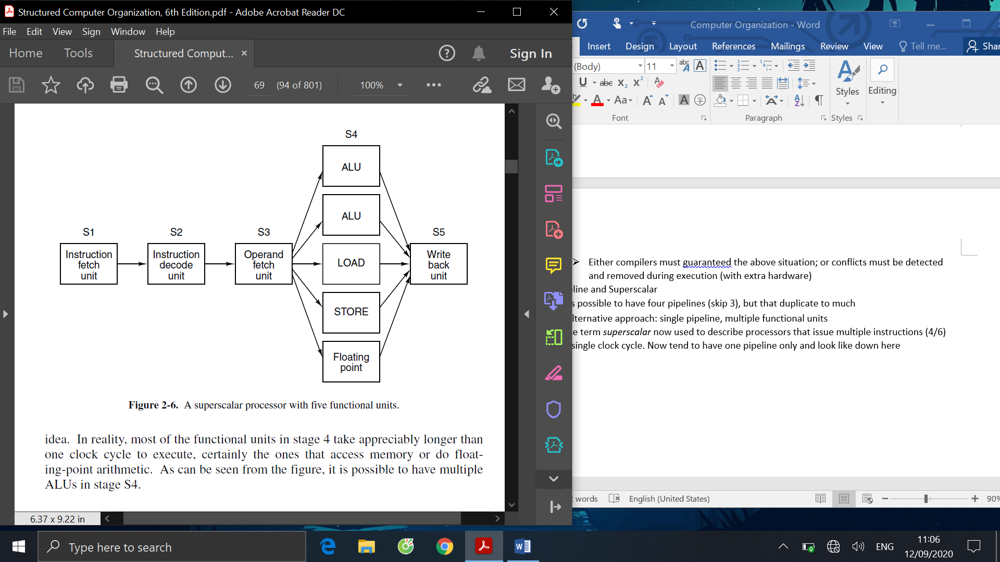 Structured Computer Organization, 6th Edition.pdf - Adobe Acrobat Reader DC
File Edit View Sign Window Help
Home Tools Structured Comput... × Sign In
69 (94 of 801) 100%
S4
ALU
ALU
S1 S2 S3 S5
Instruction fetch unit
Instruction decode unit
Operand fetch unit
LOAD
Write back unit
STORE
Floating point
Figure 2-6. A superscalar processor with five functional units.
idea. In reality, most of the functional units in stage 4 take appreciably longer than
one clock cycle to execute, certainly the ones that access memory or do float-
ing-point arithmetic. As can be seen from the figure, it is possible to have multiple
ALUs in stage S4.
6.37 x 9.22 in
Computer Organization - Word
Insert Design Layout References Mailings Review View Tell me... Shar
(Body) 11
Styles Editing
Font Paragraph Styles
Either compilers must guaranteed the above situation; or conflicts must be detected
and removed during execution (with extra hardware)
line and Superscalar
s possible to have four pipelines (skip 3), but that duplicate to much
lternative approach: single pipeline, multiple functional units
e term superscalar now used to describe processors that issue multiple instructions (4/6)
single clock cycle. Now tend to have one pipeline only and look like down here
words English (United States) 90%
Type here to search
ENG
11:06
12/09/2020